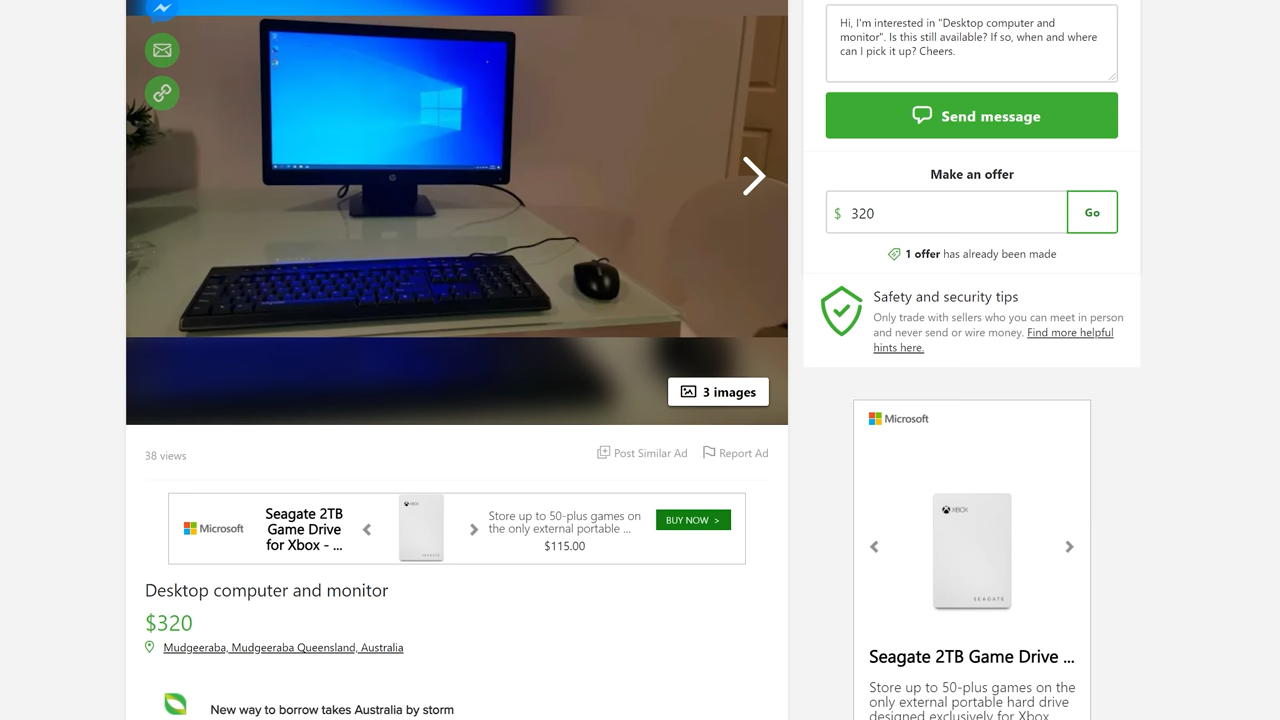 Hi, I'm interested in "Desktop computer and
monitor". Is this still available? If so, when and where
can I pick it up? Cheers.
Send message
Make an offer
$ 320
Go
1 offer has already been made
Safety and security tips
Only trade with sellers who you can meet in person
and never send or wire money. Find more helpful
hints here.
3 images
38 views
Post Similar Ad
Report Ad
Microsoft
Seagate 2TB
Game Drive
for Xbox - ...
XBOX
SEAGATE
Store up to 50-plus games on
the only external portable ...
$115.00
BUY NOW >
Desktop computer and monitor
$320
Mudgeeraba, Mudgeeraba Queensland, Australia
New way to borrow takes Australia by storm
Microsoft
XBOX
SEAGATE
Seagate 2TB Game Drive ...
Store up to 50-plus games on the
only external portable hard drive
designed exclusively for Xbox